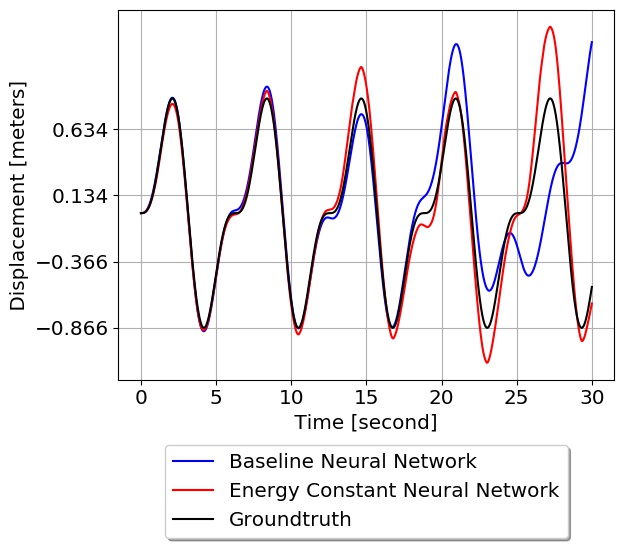 Displacement [meters]
0.634
0.134
−0.366
−0.866
0 5 10 15 20 25 30
Time [second]
Baseline Neural Network
Energy Constant Neural Network
Groundtruth